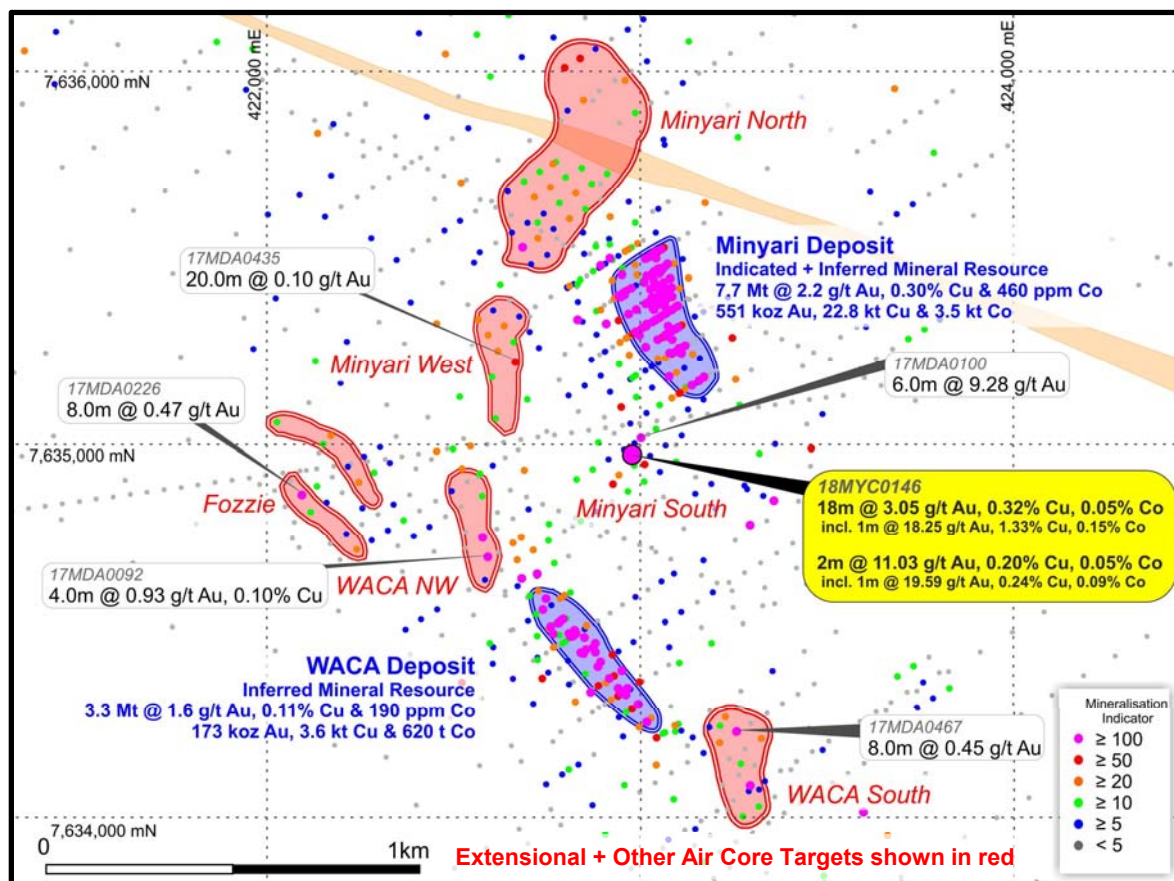 422,000 mE
424,000 mE
7,636,000 mN
Minyari North
17MDA0435
20.0m @ 0.10 g/t Au
Minyari Deposit
Indicated + Inferred Mineral Resource
7.7 Mt @ 2.2 g/t Au, 0.30% Cu & 460 ppm Co
551 koz Au, 22.8 kt Cu & 3.5 kt Co
Minyari West
17MDA0100
6.0m @ 9.28 g/t Au
17MDA0226
8.0m @ 0.47 g/t Au
7,635,000 mN
Fozzie
Minyari South
18MYC0146
18m @ 3.05 g/t Au, 0.32% Cu, 0.05% Co
incl. 1m @ 18.25 g/t Au, 1.33% Cu, 0.15% Co
2m @ 11.03 g/t Au, 0.20% Cu, 0.05% Co
incl. 1m @ 19.59 g/t Au, 0.24% Cu, 0.09% Co
17MDA0092
4.0m @ 0.93 g/t Au, 0.10% Cu
WACA NW
WACA Deposit
Inferred Mineral Resource
3.3 Mt @ 1.6 g/t Au, 0.11% Cu & 190 ppm Co
173 koz Au, 3.6 kt Cu & 620 t Co
17MDA0467
8.0m @ 0.45 g/t Au
WACA South
Mineralisation
Indicator
≥ 100
≥ 50
≥ 20
≥ 10
≥ 5
< 5
7,634,000 mN
0
1km
Extensional + Other Air Core Targets shown in red